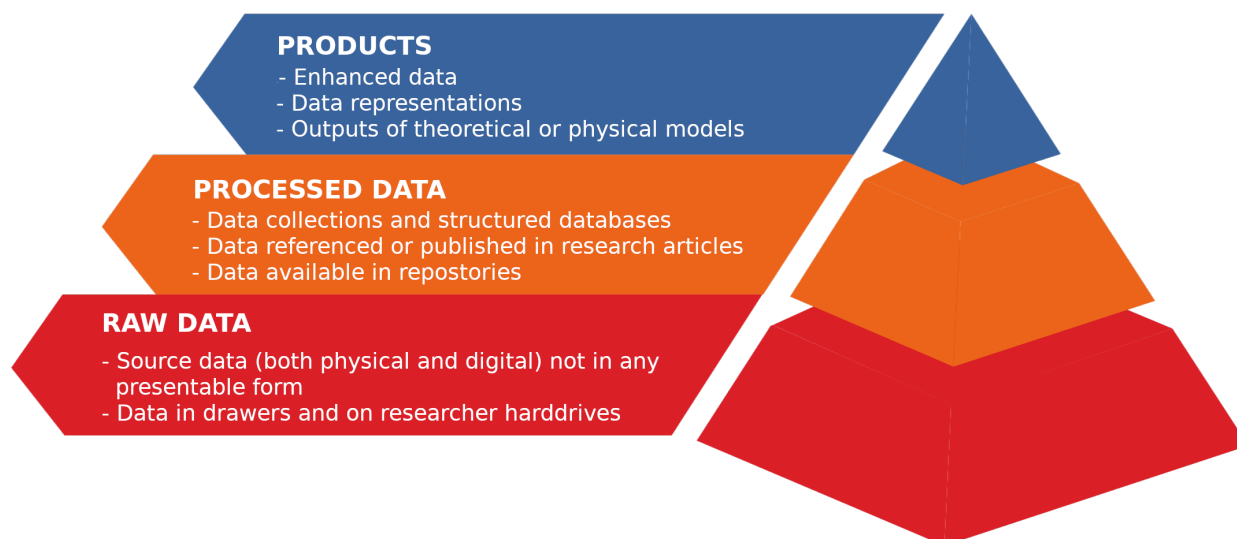 PRODUCTS
- Enhanced data
- Data representations
- Outputs of theoretical or physical models
PROCESSED DATA
- Data collections and structured databases
- Data referenced or published in research articles
- Data available in repostories
RAW DATA
- Source data (both physical and digital) not in any
presentable form
- Data in drawers and on researcher harddrives